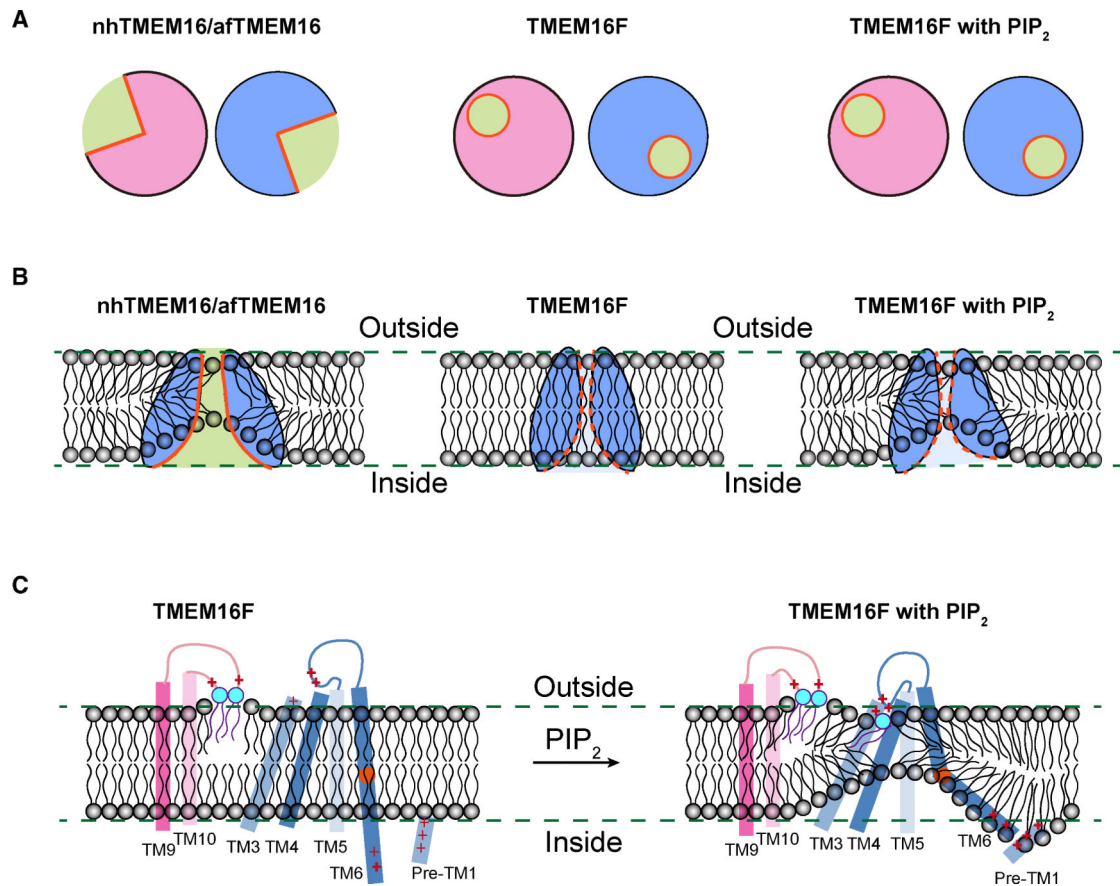 A
nhTMEM16/afTMEM16
TMEM16F
TMEM16F with PIP₂
B
nhTMEM16/afTMEM16
TMEM16F
TMEM16F with PIP₂
Outside
Outside
Inside
Inside
C
TMEM16F
TMEM16F with PIP₂
Outside
PIP₂
Inside
TM9
TM10
TM3
TM4
TM5
TM6
Pre-TM1
TM9
TM10
TM3
TM4
TM5
TM6
Pre-TM1